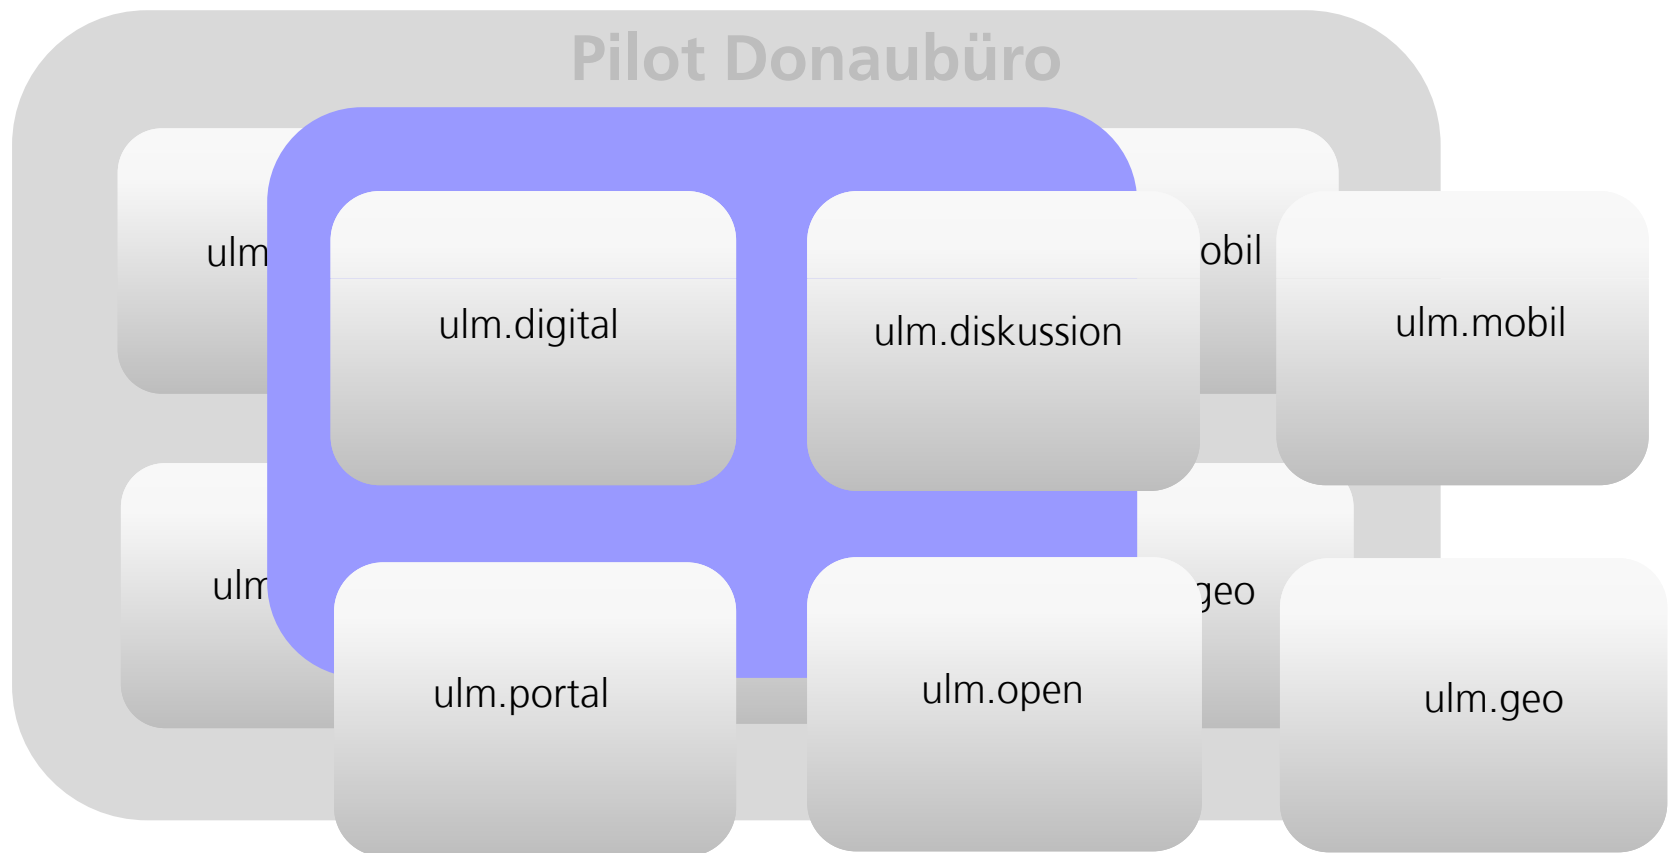 Pilot Donaubüro
ulm
obil
ulm.digital
ulm.diskussion
ulm.mobil
ulm
geo
ulm.portal
ulm.open
ulm.geo